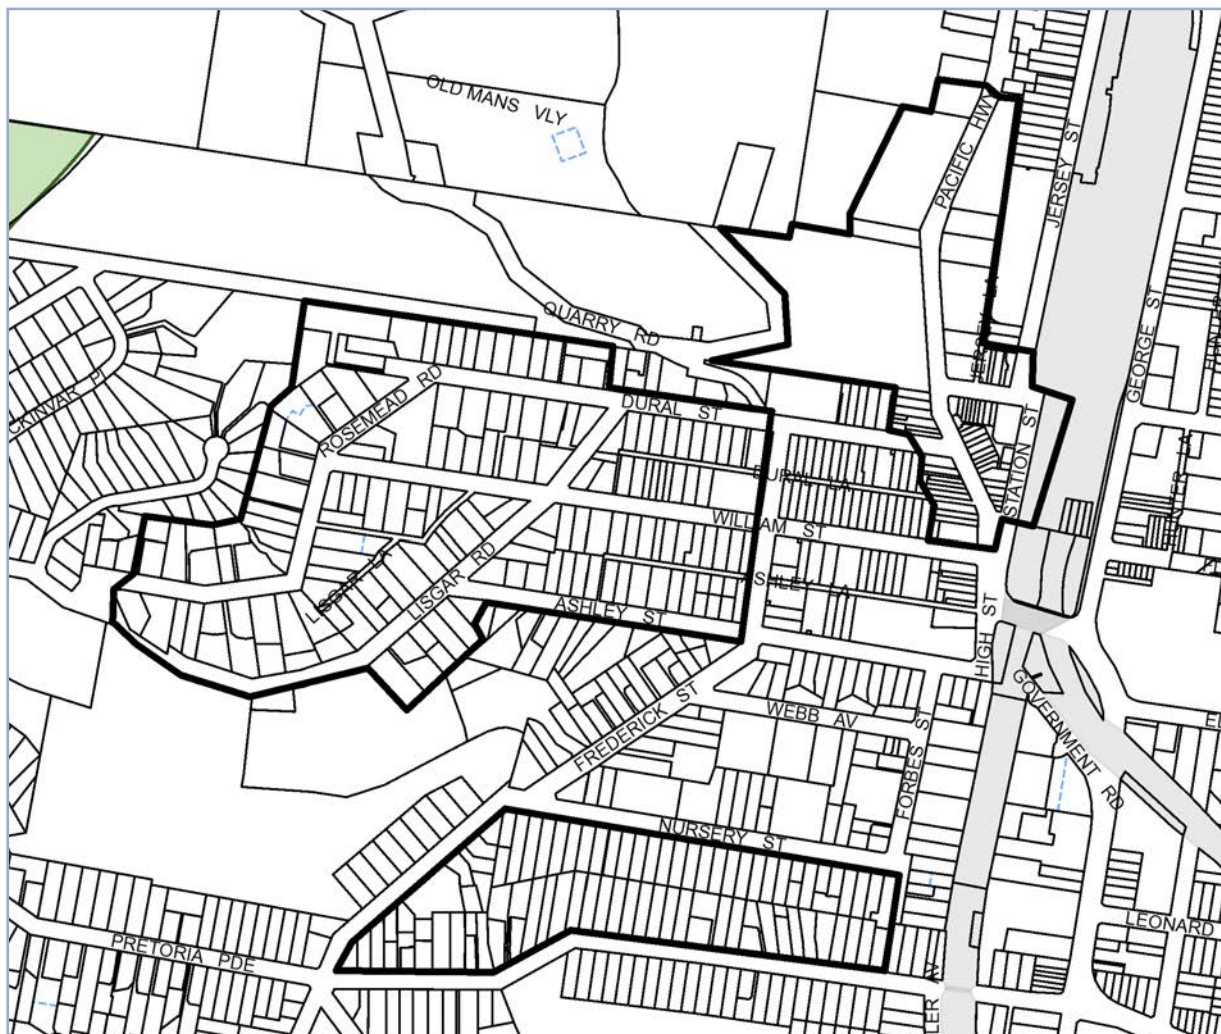 OLD MANS VLY
PACIFIC HWY
JERSEY ST
GEORGE ST
QUARRY RD
ROSEMEAD RD
DURAL ST
STATION ST
DURAL LA
WILLIAM ST
LISGAR RD
ASHLEY LA
ASHLEY ST
HIGH ST
GOVERNMENT RD
FREDERICK ST
WEBB AV
FORBES ST
NURSERY ST
LEONARD
PRETORIA PDE